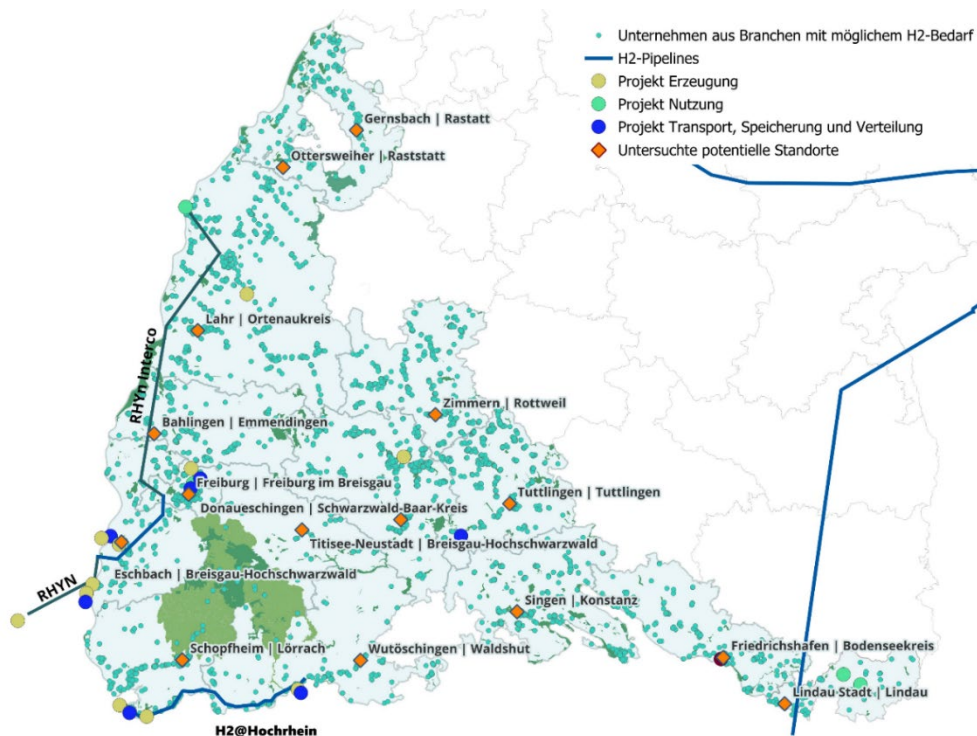 Unternehmen aus Branchen mit möglichem H2-Bedarf
H2-Pipelines
Projekt Erzeugung
Projekt Nutzung
Projekt Transport, Speicherung und Verteilung
Untersuchte potentielle Standorte
Gernsbach | Rastatt
Ottersweiher | Raststatt
Lahr | Ortenaukreis
RHYn Interco
Zimmern | Rottweil
Bahlingen | Emmendingen
Freiburg | Freiburg im Breisgau
Tuttlingen | Tuttlingen
Donaueschingen | Schwarzwald-Baar-Kreis
Titisee-Neustadt | Breisgau-Hochschwarzwald
Eschbach | Breisgau-Hochschwarzwald
RHYN
Singen | Konstanz
Schopfheim | Lörrach
Wutöschingen | Waldshut
Friedrichshafen | Bodenseekreis
Lindau Stadt | Lindau
H2@Hochrhein